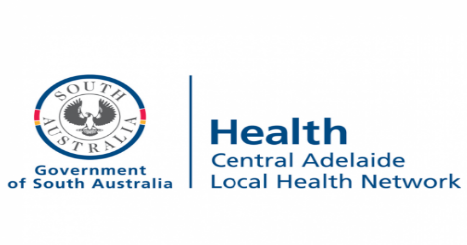 SOUTH
AUSTRALIA
Government
of South Australia
Health
Central Adelaide
Local Health Network